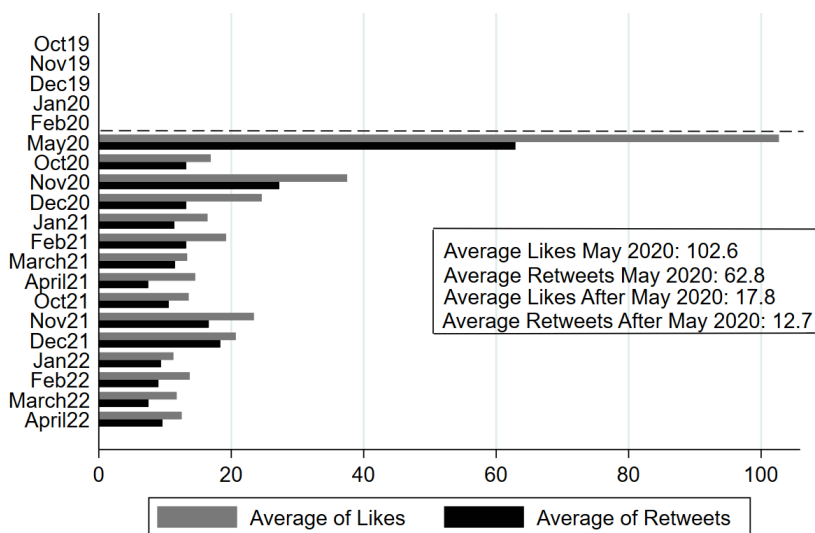 Oct19
Nov19
Dec19
Jan20
Feb20
May20
Oct20
Nov20
Dec20
Jan21
Feb21
March21
April21
Oct21
Nov21
Dec21
Jan22
Feb22
March22
April22
Average Likes May 2020: 102.6
Average Retweets May 2020: 62.8
Average Likes After May 2020: 17.8
Average Retweets After May 2020: 12.7
0 20 40 60 80 100
Average of Likes Average of Retweets